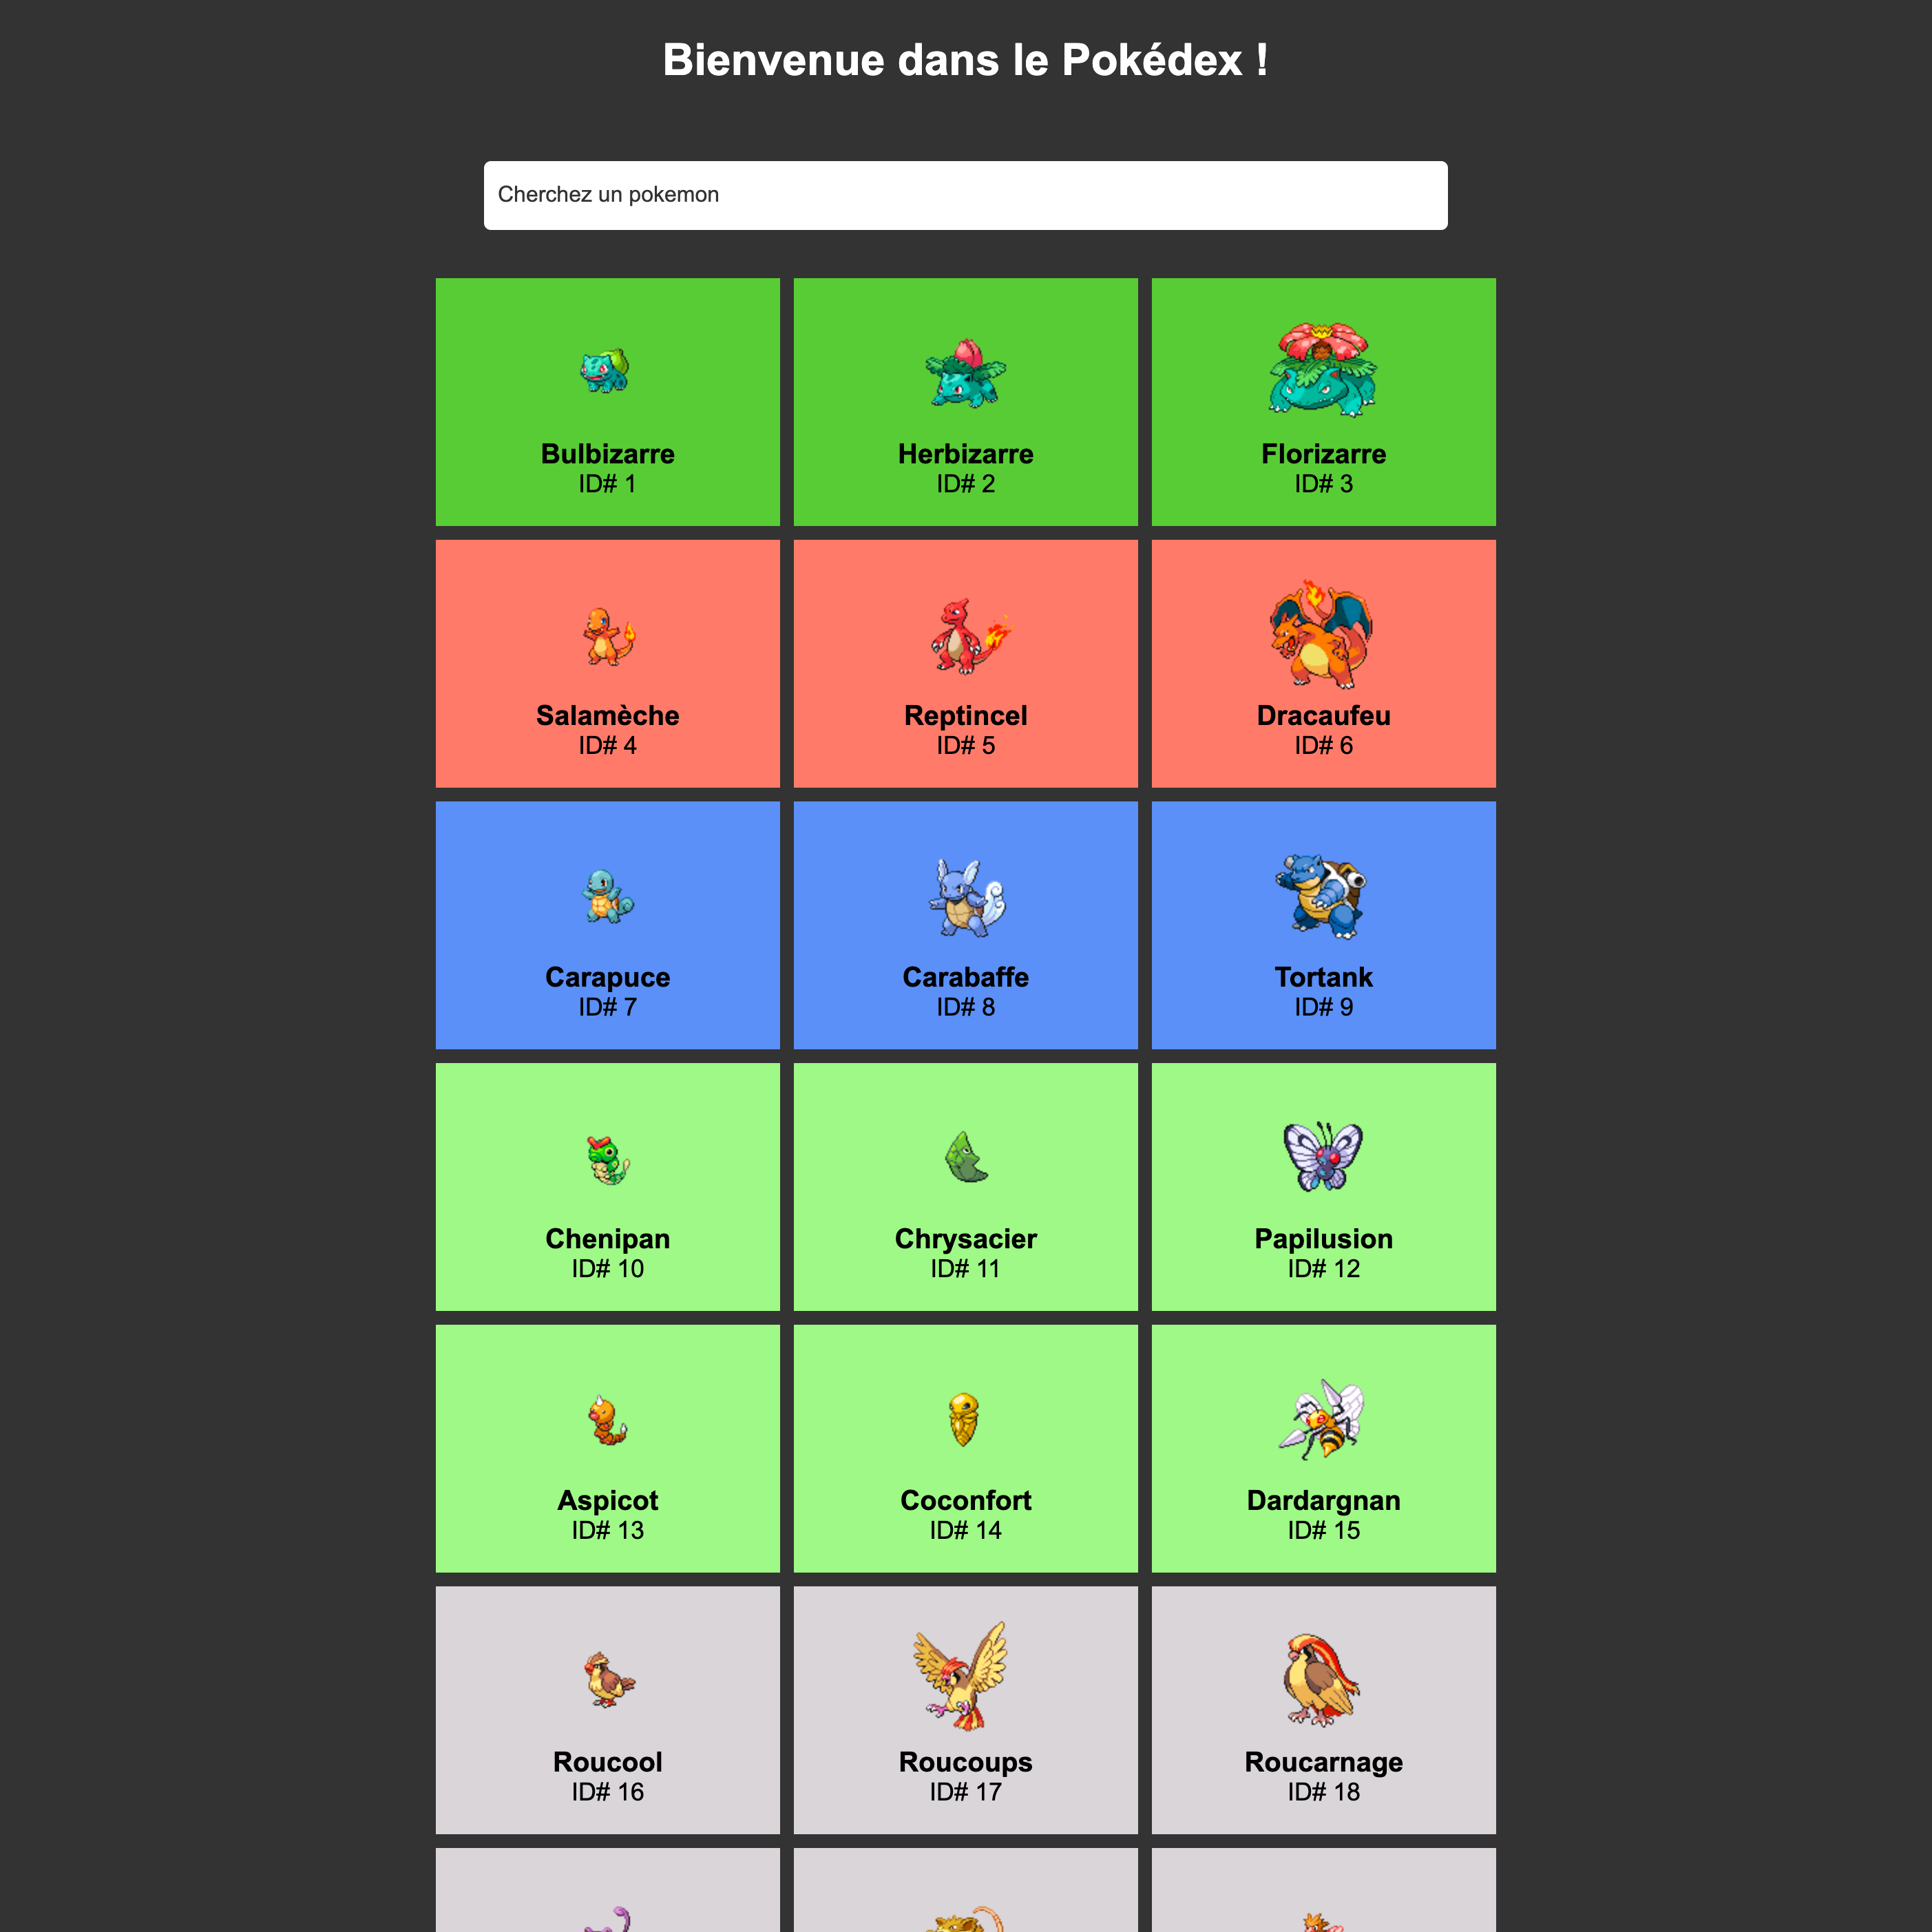 Bienvenue dans le Pokédex !
Cherchez un pokemon
Bulbizarre
ID# 1
Herbizarre
ID# 2
Florizarre
ID# 3
Salamèche
ID# 4
Reptincel
ID# 5
Dracaufeu
ID# 6
Carapuce
ID# 7
Carabaffe
ID# 8
Tortank
ID# 9
Chenipan
ID# 10
Chrysacier
ID# 11
Papilusion
ID# 12
Aspicot
ID# 13
Coconfort
ID# 14
Dardargnan
ID# 15
Roucool
ID# 16
Roucoups
ID# 17
Roucarnage
ID# 18